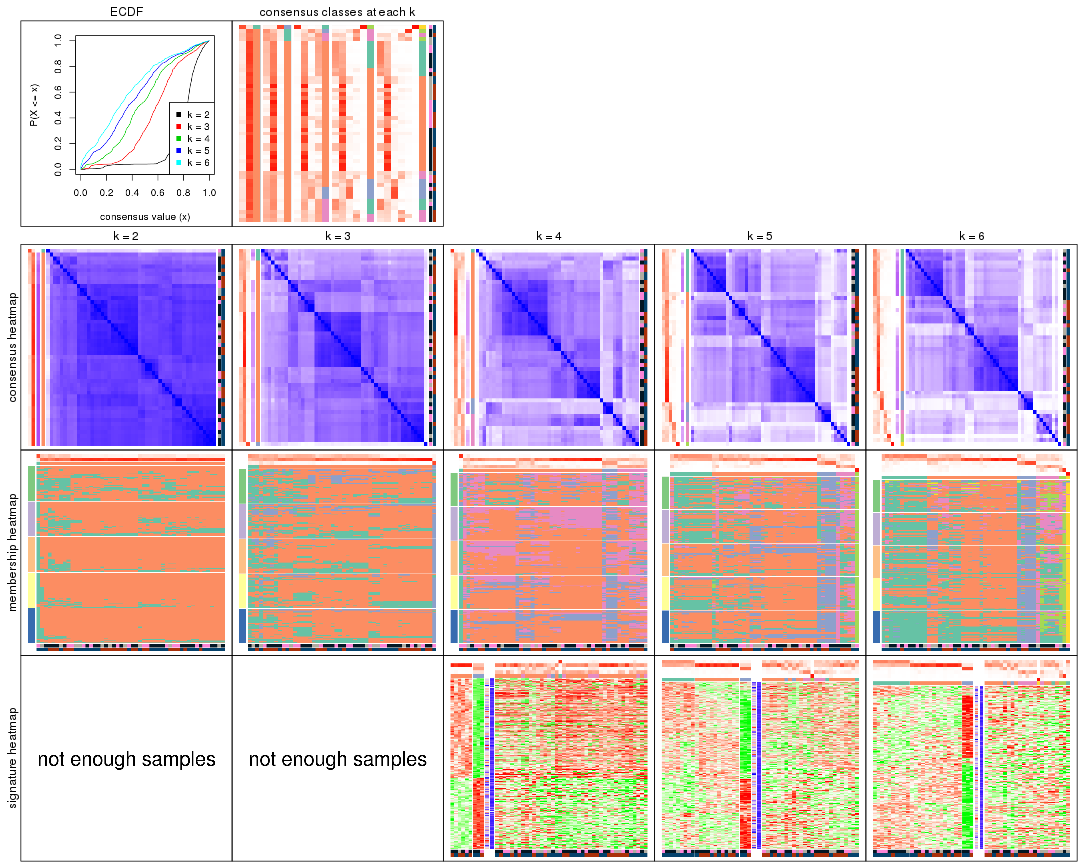 ECDF
consensus classes at each k
P(X <= x)
0.0
0.2
0.4
0.6
0.8
1.0
0.0
0.2
0.4
0.6
0.8
1.0
k = 2
k = 3
k = 4
k = 5
k = 6
consensus value (x)
k = 2
k = 3
k = 4
k = 5
k = 6
consensus heatmap
membership heatmap
signature heatmap
not enough samples
not enough samples